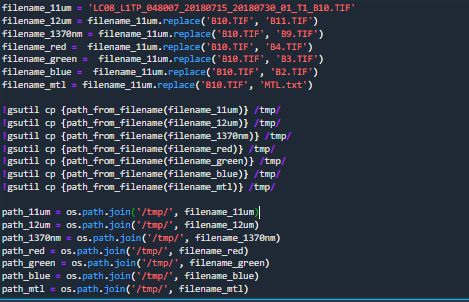 filename_11um = 'LC08_L1TP_048007_20180715_20180730_01_T1_B10.TIF'
filename_12um = filename_11um.replace('B10.TIF', 'B11.TIF')
filename_1370nm = filename_11um.replace('B10.TIF', 'B9.TIF')
filename_red =  filename_11um.replace('B10.TIF', 'B4.TIF')
filename_green =  filename_11um.replace('B10.TIF', 'B3.TIF')
filename_blue =  filename_11um.replace('B10.TIF', 'B2.TIF')
filename_mtl = filename_11um.replace('B10.TIF', 'MTL.txt')
!gsutil cp {path_from_filename(filename_11um)} /tmp/
!gsutil cp {path_from_filename(filename_12um)} /tmp/
!gsutil cp {path_from_filename(filename_1370nm)} /tmp/
!gsutil cp {path_from_filename(filename_red)} /tmp/
!gsutil cp {path_from_filename(filename_green)} /tmp/
!gsutil cp {path_from_filename(filename_blue)} /tmp/
!gsutil cp {path_from_filename(filename_mtl)} /tmp/
path_11um = os.path.join('/tmp/', filename_11um)
path_12um = os.path.join('/tmp/', filename_12um)
path_1370nm = os.path.join('/tmp/', filename_1370nm)
path_red = os.path.join('/tmp/', filename_red)
path_green = os.path.join('/tmp/', filename_green)
path_blue = os.path.join('/tmp/', filename_blue)
path_mtl = os.path.join('/tmp/', filename_mtl)